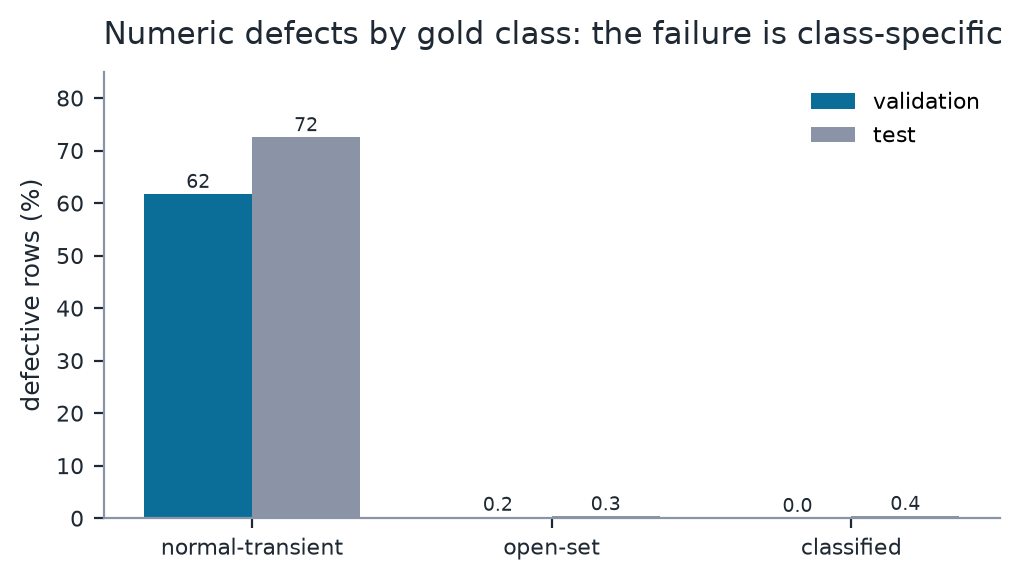 Numeric defects by gold class: the failure is class-specific
validation
test
defective rows (%)
80
70
60
50
40
30
20
10
0
62
72
0.2
0.3
0.0
0.4
normal-transient
open-set
classified